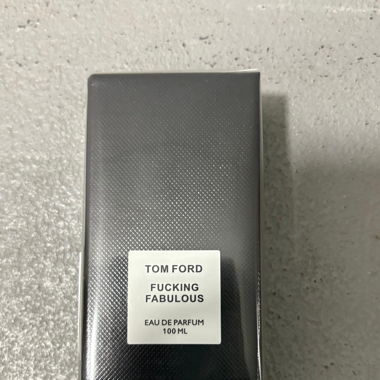 TOM FORD
FUCKING
FABULOUS
EAU DE PARFUM
100 ML